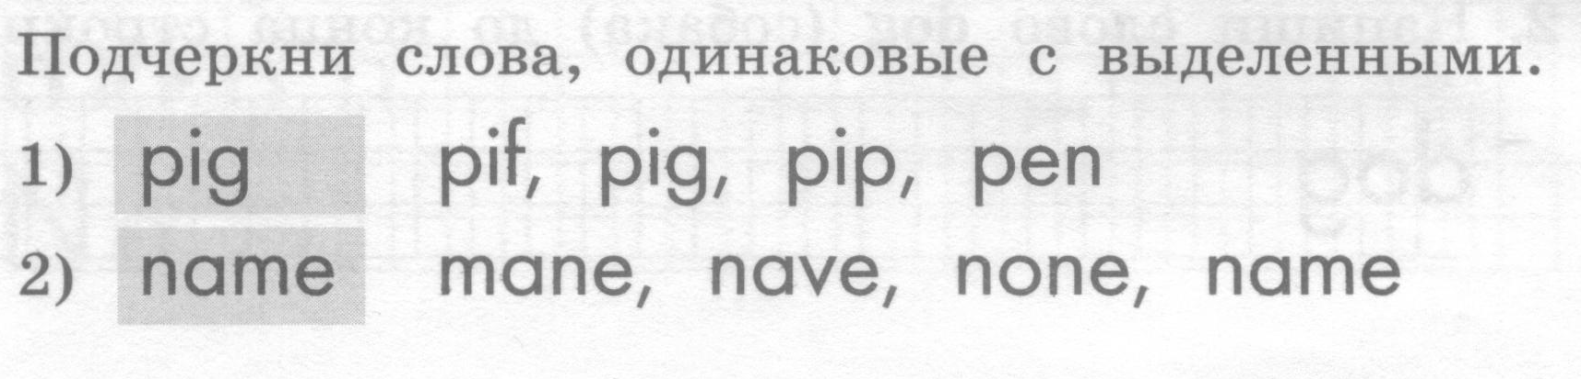 Подчеркни слова, одинаковые с выделенными.
1) pig pif, pig, pip, pen
2) name mane, nave, none, name